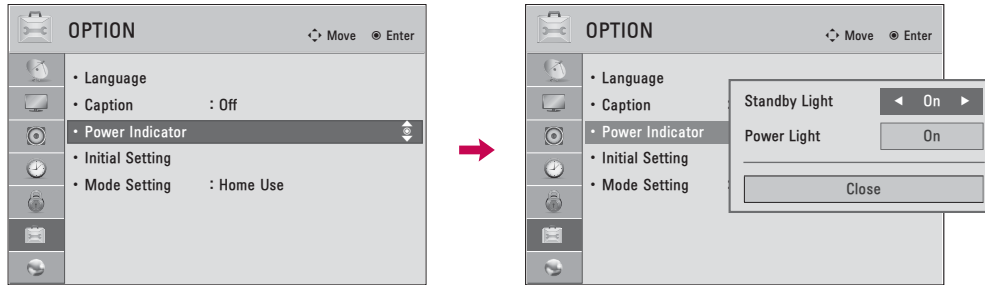 OPTION
Move Enter
• Language
• Caption : Off
• Power Indicator
• Initial Setting
• Mode Setting : Home Use
OPTION
Move Enter
• Language
• Caption :
• Power Indicator
• Initial Setting
• Mode Setting :
Standby Light ◄ On ►
Power Light On
Close